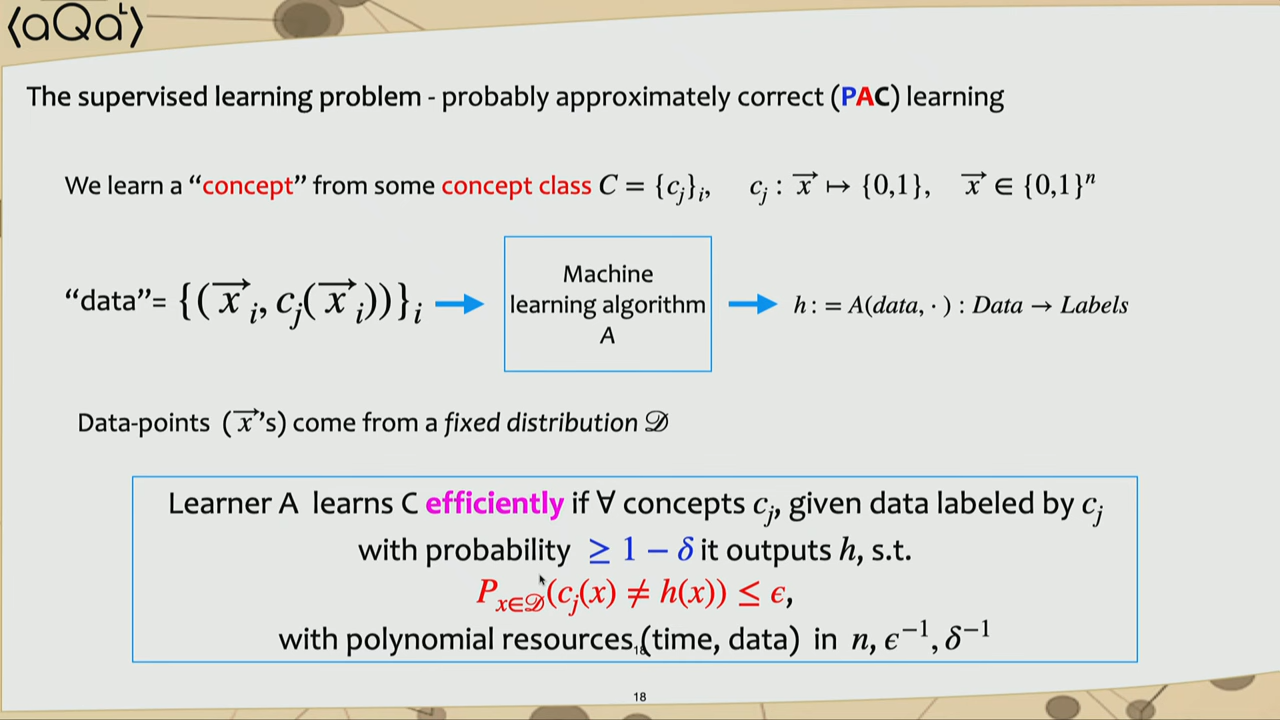 ⟨aQaᴸ⟩
The supervised learning problem - probably approximately correct (PAC) learning
We learn a “concept” from some concept class C = {c_j}_i, c_j : x⃗ ↦ {0,1}, x⃗ ∈ {0,1}^n
“data”= {(x⃗_i, c_j(x⃗_i))}_i
Machine
learning algorithm
A
h : = A(data, · ) : Data → Labels
Data-points (x⃗’s) come from a fixed distribution 𝒟
Learner A learns C efficiently if ∀ concepts c_j, given data labeled by c_j
with probability ≥ 1 − δ it outputs h, s.t.
P_{x∈𝒟}(c_j(x) ≠ h(x)) ≤ ϵ,
with polynomial resources (time, data) in n, ϵ^{−1}, δ^{−1}
18
18